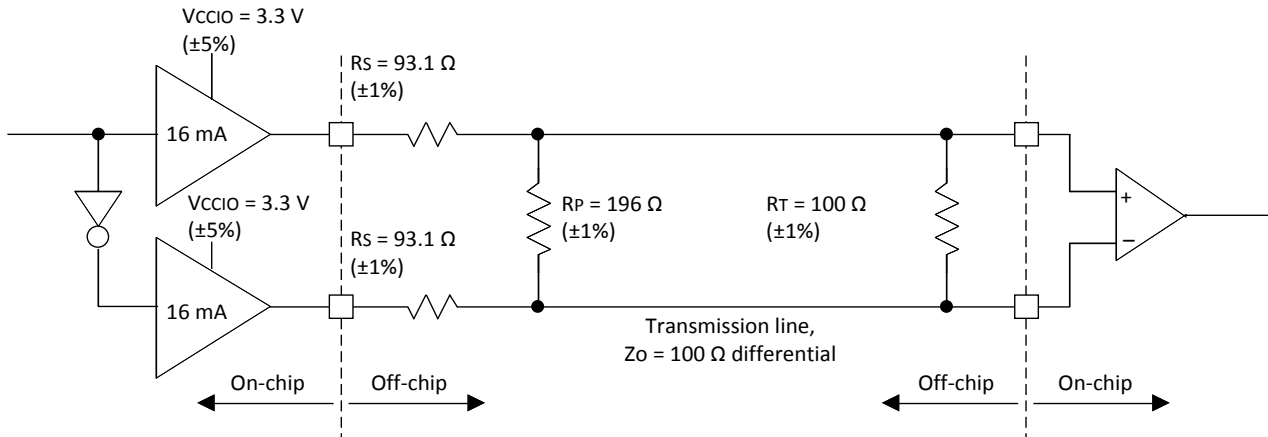 VCCIO = 3.3 V
(±5%)
RS = 93.1 Ω
(±1%)
16 mA
VCCIO = 3.3 V
(±5%)
RS = 93.1 Ω
(±1%)
RP = 196 Ω
(±1%)
RT = 100 Ω
(±1%)
+
−
16 mA
Transmission line,
Zo = 100 Ω differential
On-chip
Off-chip
Off-chip
On-chip